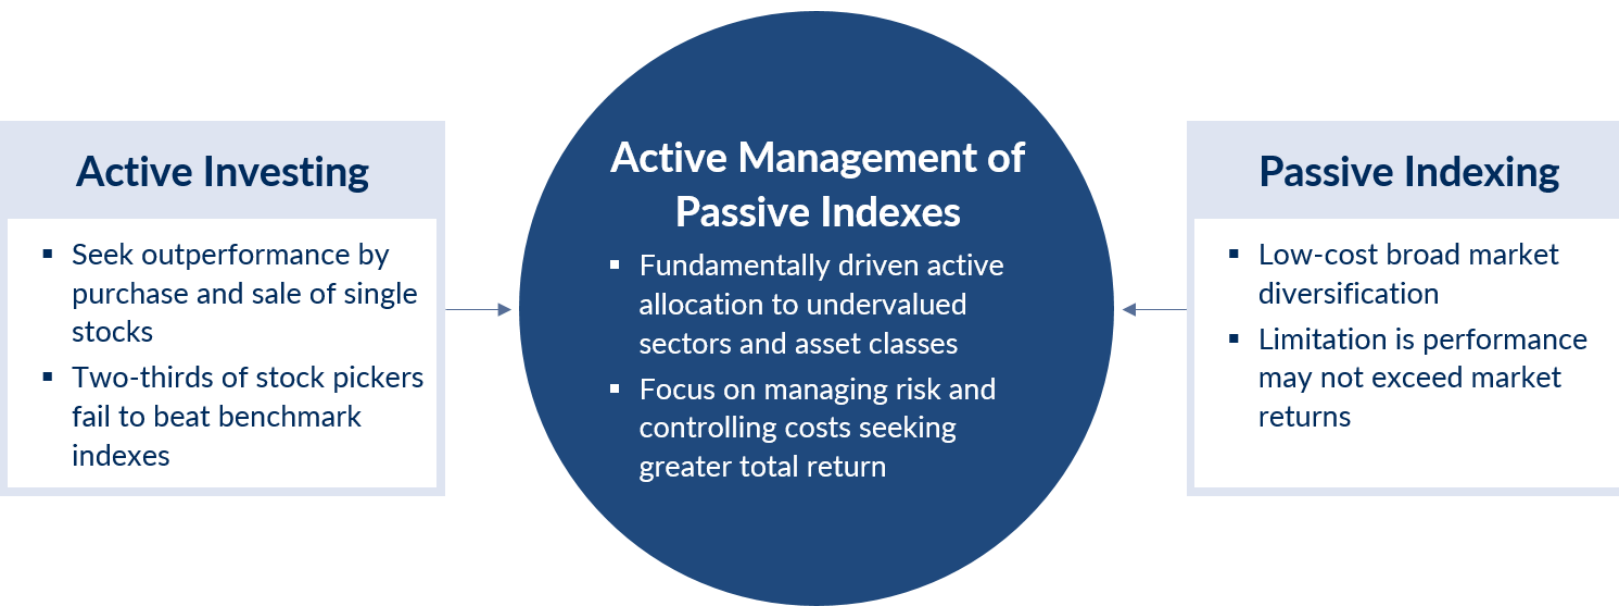 Active Investing
▪ Seek outperformance by
purchase and sale of single
stocks
▪ Two-thirds of stock pickers
fail to beat benchmark
indexes
Active Management of
Passive Indexes
▪ Fundamentally driven active
allocation to undervalued
sectors and asset classes
▪ Focus on managing risk and
controlling costs seeking
greater total return
Passive Indexing
▪ Low-cost broad market
diversification
▪ Limitation is performance
may not exceed market
returns